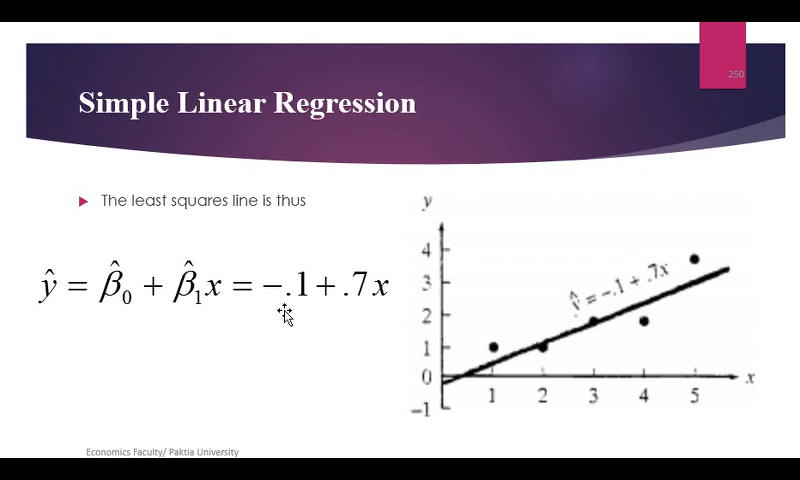 250
Simple Linear Regression
The least squares line is thus
ŷ = β̂₀ + β̂₁x = −.1 + .7x
y
4
3
2
1
0
−1
ŷ = −.1 + .7x
1 2 3 4 5
x
Economics Faculty/ Paktia University